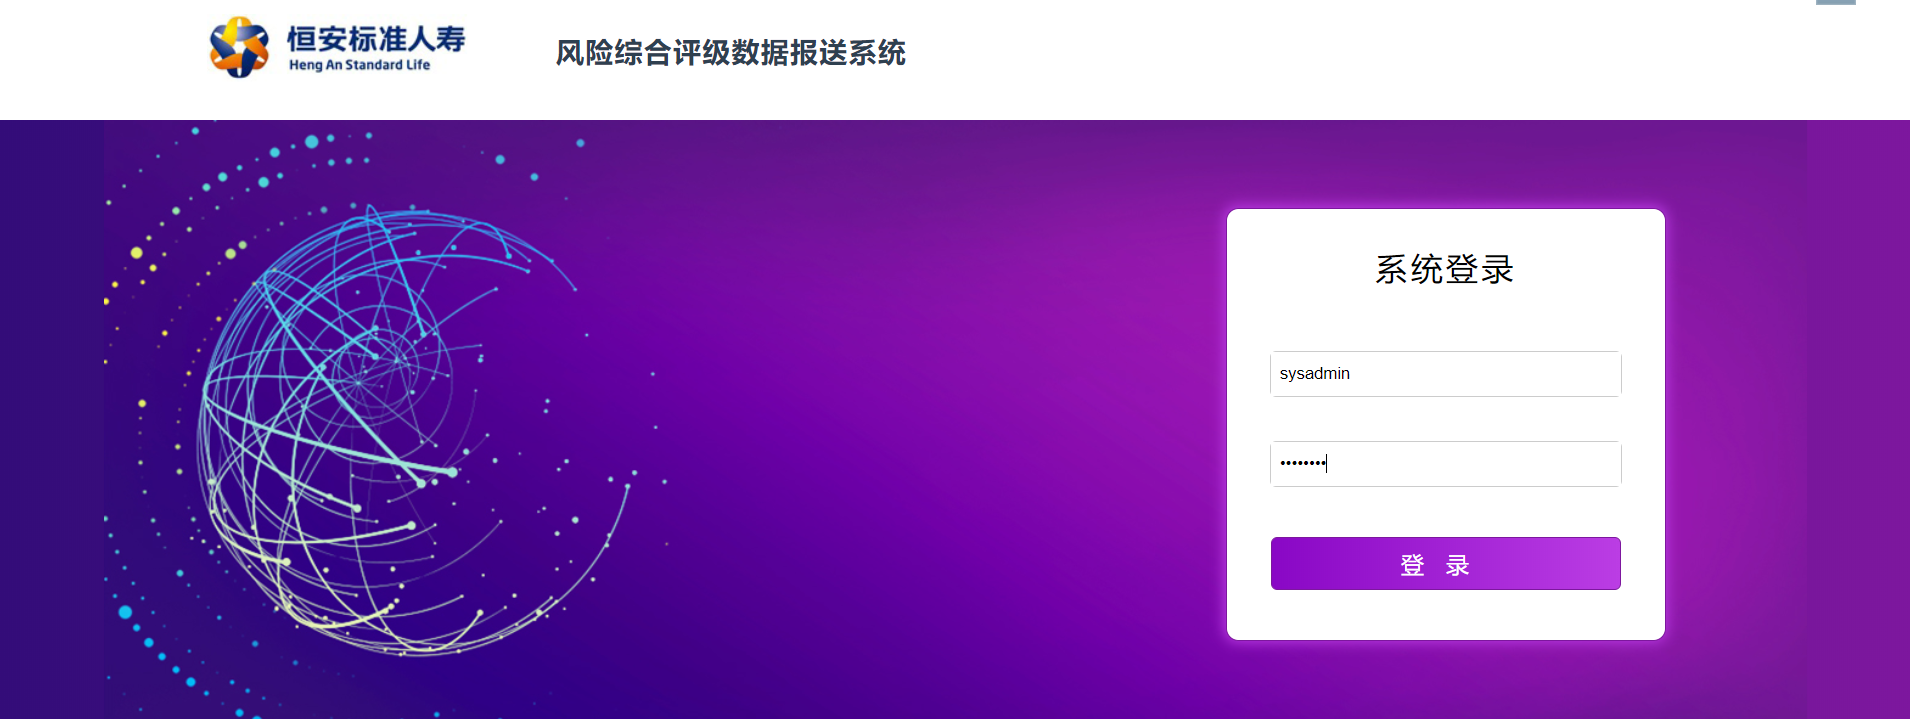 恒安标准人寿
Heng An Standard Life
风险综合评级数据报送系统
系统登录
sysadmin
••••••••
登 录